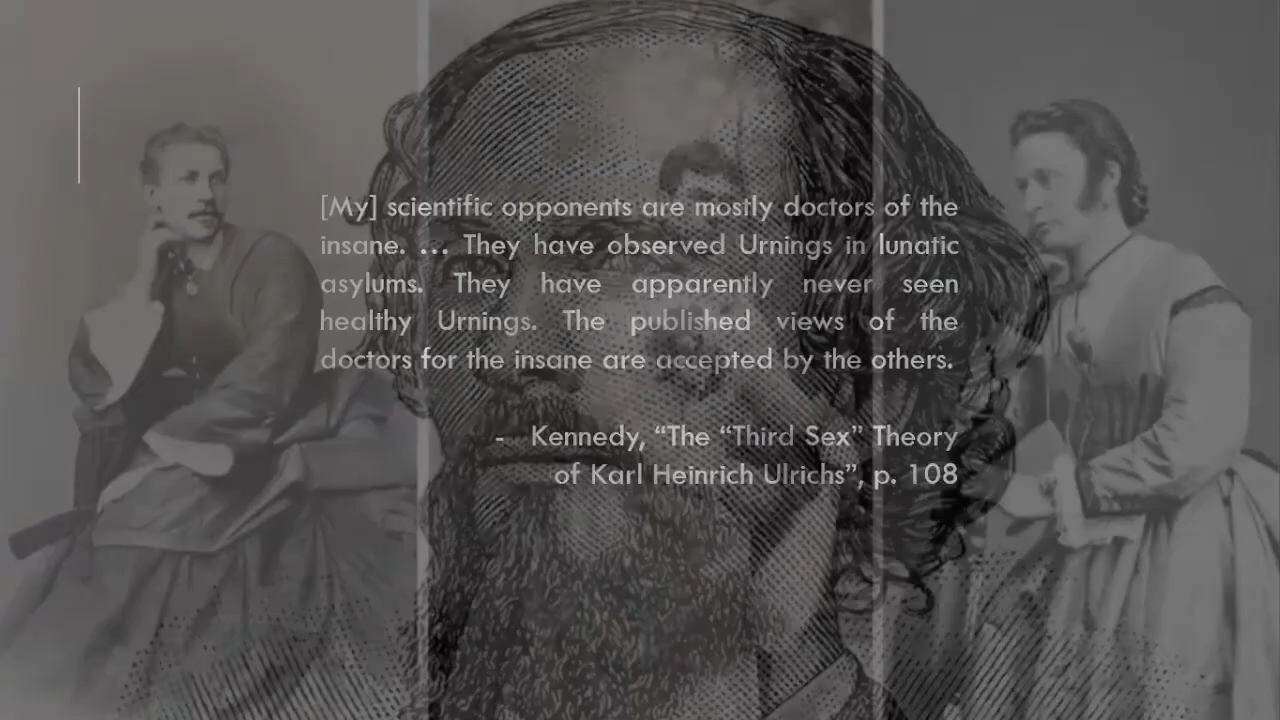 [My] scientific opponents are mostly doctors of the
insane. … They have observed Urnings in lunatic
asylums. They have apparently never seen
healthy Urnings. The published views of the
doctors for the insane are accepted by the others.
- Kennedy, “The “Third Sex” Theory
of Karl Heinrich Ulrichs”, p. 108